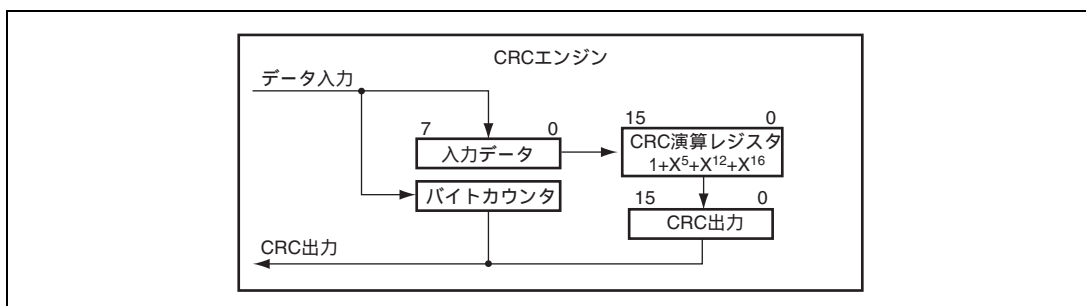 CRCエンジン
データ入力
7 0
入力データ
バイトカウンタ
15 0
CRC演算レジスタ
1+X⁵+X¹²+X¹⁶
15 0
CRC出力
CRC出力